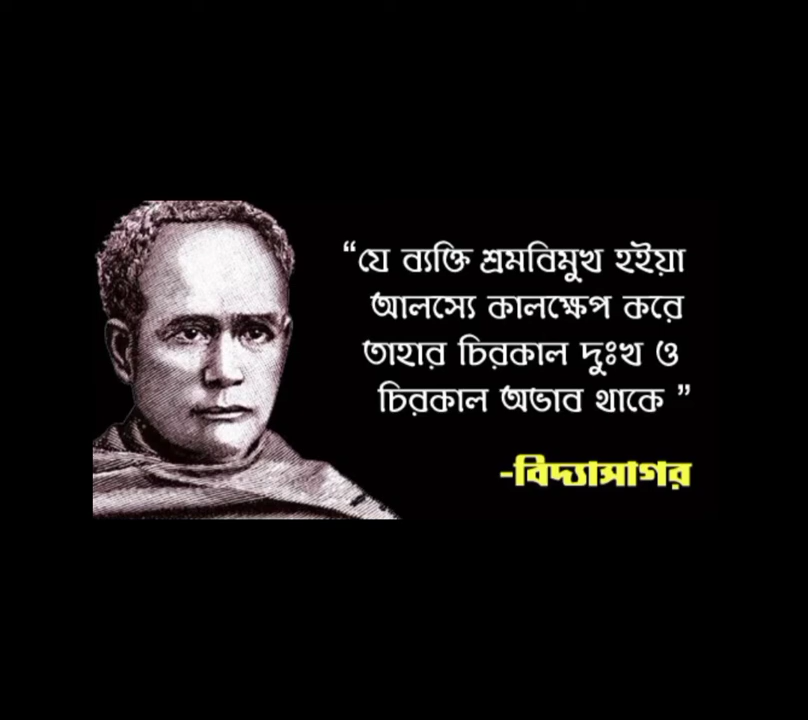 “যে ব্যক্তি শ্রমবিমুখ হইয়া
আলস্যে কালক্ষেপ করে
তাহার চিরকাল দুঃখ ও
চিরকাল অভাব থাকে ”
-বিদ্যাসাগর